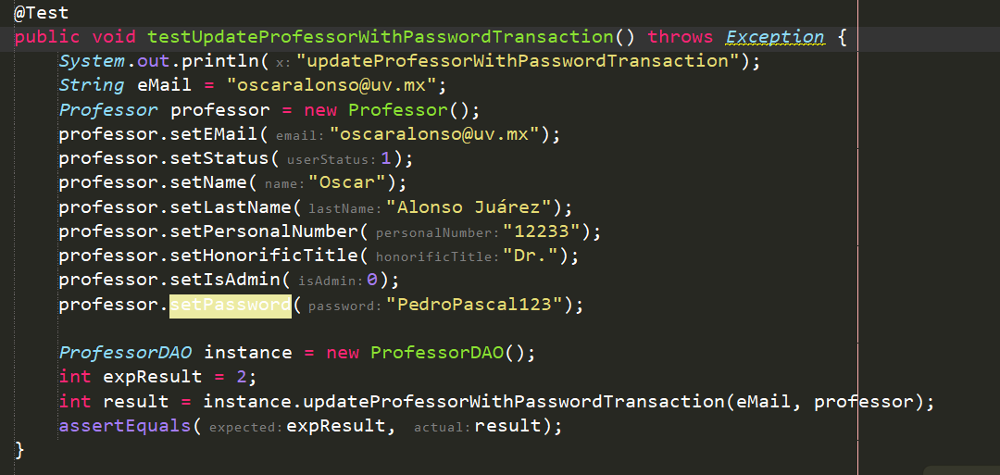 @Test
public void testUpdateProfessorWithPasswordTransaction() throws Exception {
System.out.println( x: "updateProfessorWithPasswordTransaction");
String eMail = "oscaralonso@uv.mx";
Professor professor = new Professor();
professor.setEMail( email: "oscaralonso@uv.mx");
professor.setStatus( userStatus: 1);
professor.setName( name: "Oscar");
professor.setLastName( lastName: "Alonso Juárez");
professor.setPersonalNumber( personalNumber: "12233");
professor.setHonorificTitle( honorificTitle: "Dr.");
professor.setIsAdmin( isAdmin: 0);
professor.setPassword( password: "PedroPascal123");
ProfessorDAO instance = new ProfessorDAO();
int expResult = 2;
int result = instance.updateProfessorWithPasswordTransaction(eMail, professor);
assertEquals( expected: expResult, actual: result);
}